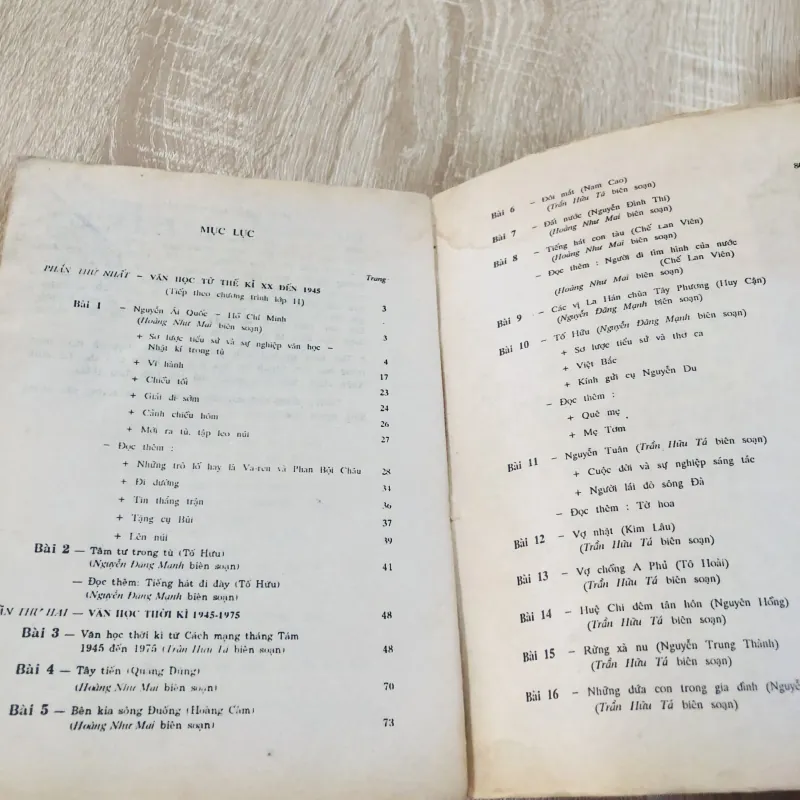 MỤC LỤC
Trang
PHẦN THỨ NHẤT – VĂN HỌC TỪ THẾ KỈ XX ĐẾN 1945 3
(Tiếp theo chương trình lớp 11)
Bài 1 – Nguyễn Ái Quốc – Hồ Chí Minh
(Hoàng Như Mai biên soạn)
+ Sơ lược tiểu sử và sự nghiệp văn học – 3
Nhật kí trong tù
+ Vi hành 4
+ Chiều tối 17
+ Giải đi sớm 23
+ Cảnh chiều hôm 24
+ Mới ra tù, tập leo núi 26
– Đọc thêm : 27
+ Những trò lố hay là Va-ren và Phan Bội Châu 28
+ Đi đường 34
+ Tin thắng trận 36
+ Tặng cụ Bùi 37
+ Lên núi 39
Bài 2 – Tâm tư trong tù (Tố Hữu) 41
(Nguyễn Đăng Mạnh biên soạn)
– Đọc thêm: Tiếng hát đi đày (Tố Hữu)
(Nguyễn Đăng Mạnh biên soạn)
ẦN THỨ HAI – VĂN HỌC THỜI KÌ 1945-1975 48
Bài 3 – Văn học thời kì từ Cách mạng tháng Tám 48
1945 đến 1975 (Trần Hữu Tá biên soạn)
Bài 4 – Tây tiến (Quang Dũng) 70
(Hoàng Như Mai biên soạn)
Bài 5 – Bên kia sông Đuống (Hoàng Cầm) 73
(Hoàng Như Mai biên soạn)
Bài 6 – Đôi mắt (Nam Cao)
(Trần Hữu Tá biên soạn)
Bài 7 – Đất nước (Nguyễn Đình Thi)
(Hoàng Như Mai biên soạn)
Bài 8 – Tiếng hát con tàu (Chế Lan Viên)
(Hoàng Như Mai biên soạn)
– Đọc thêm : Người đi tìm hình của nước
(Chế Lan Viên)
(Hoàng Như Mai biên soạn)
Bài 9 – Các vị La Hán chùa Tây Phương (Huy Cận)
(Nguyễn Đăng Mạnh biên soạn)
Bài 10 – Tố Hữu (Nguyễn Đăng Mạnh biên soạn)
+ Sơ lược tiểu sử và thơ ca
+ Việt Bắc
+ Kính gửi cụ Nguyễn Du
– Đọc thêm :
+ Quê mẹ
+ Mẹ Tơm
Bài 11 – Nguyễn Tuân (Trần Hữu Tá biên soạn)
+ Cuộc đời và sự nghiệp sáng tác
+ Người lái đò sông Đà
– Đọc thêm : Tờ hoa
Bài 12 – Vợ nhặt (Kim Lân)
(Trần Hữu Tá biên soạn)
Bài 13 – Vợ chồng A Phủ (Tô Hoài)
(Trần Hữu Tá biên soạn)
Bài 14 – Huệ Chi đêm tân hôn (Nguyên Hồng)
(Trần Hữu Tá biên soạn)
Bài 15 – Rừng xà nu (Nguyễn Trung Thành)
(Trần Hữu Tá biên soạn)
Bài 16 – Những đứa con trong gia đình (Nguyễ
(Trần Hữu Tá biên soạn)